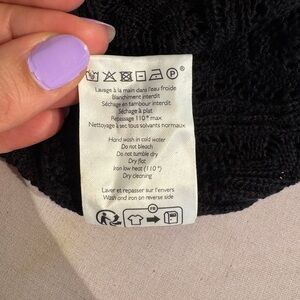 P
®
Lavage à la main dans l'eau froide
Blanchiment interdit
Séchage en tambour interdit
Séchage à plat
Repassage 110° max
Nettoyage à sec tous solvants normaux
Hand wash in cold water
Do not bleach
Do not tumble dry
Dry flat
Iron low heat (110°)
Dry cleaning
Laver et repasser sur l'envers
Wash and iron on reverse side
FR